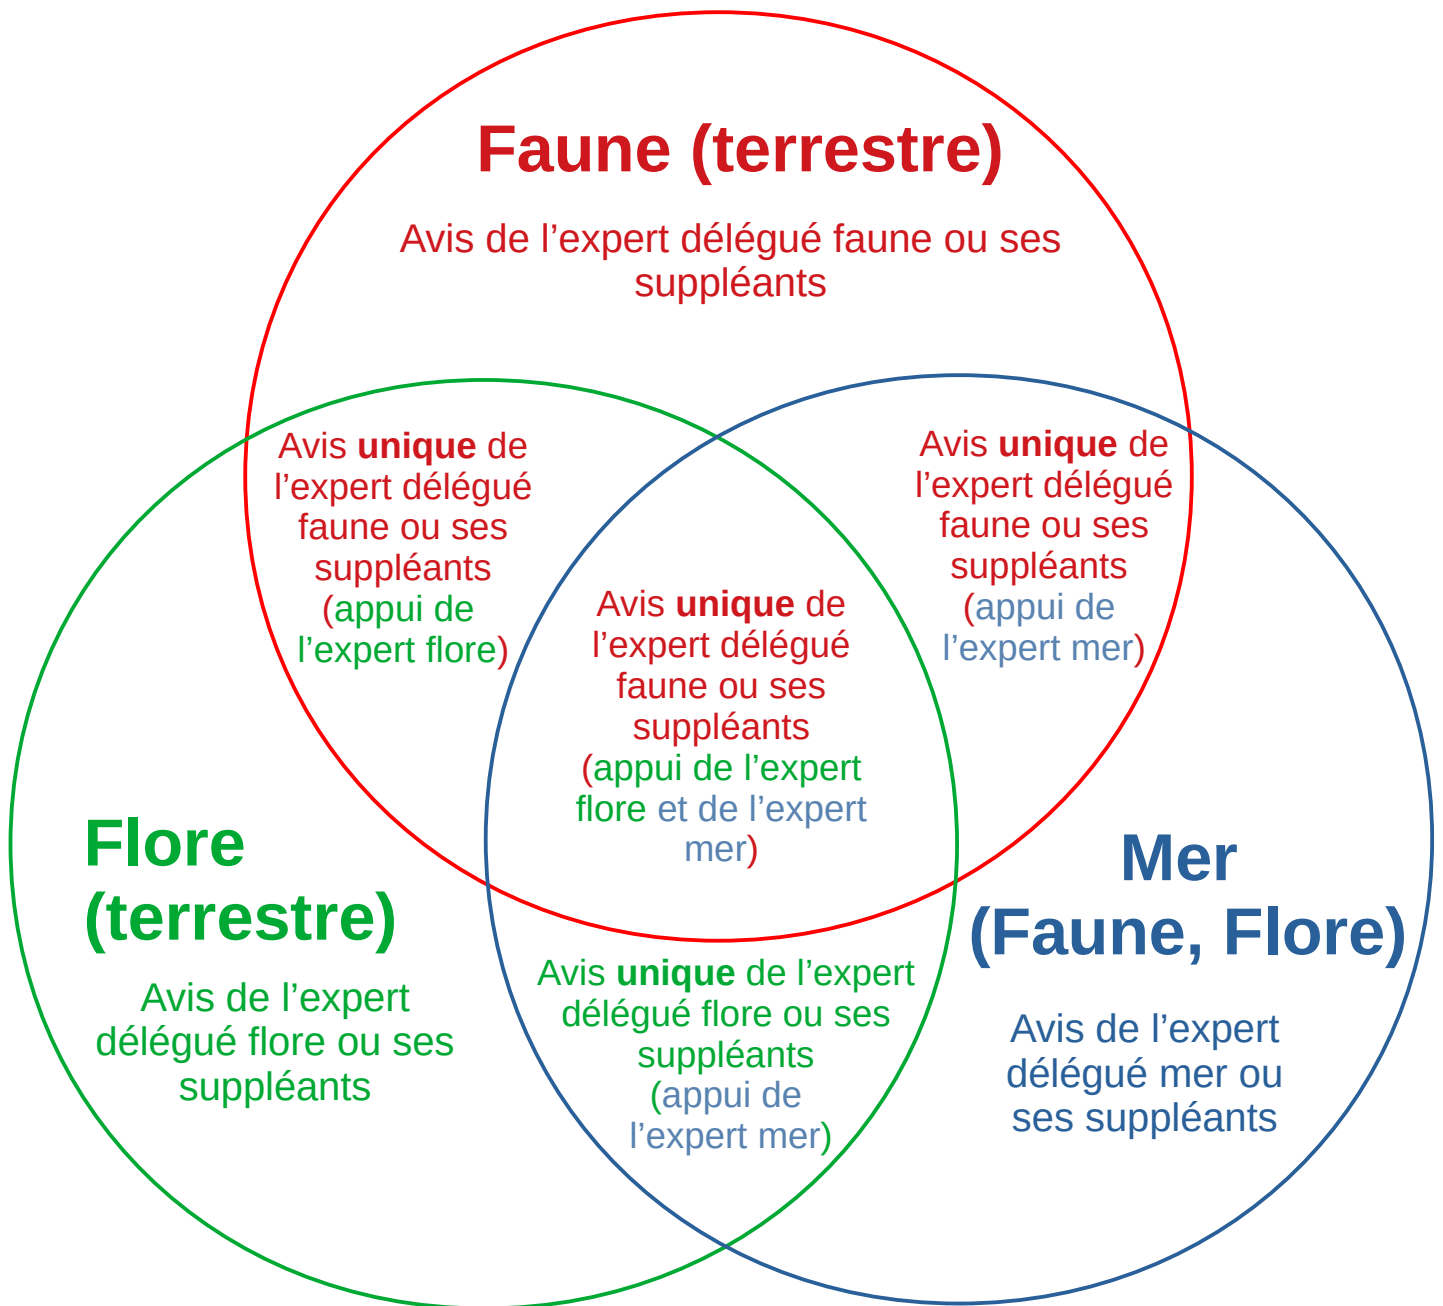 Faune (terrestre)
Avis de l’expert délégué faune ou ses
suppléants
Avis unique de
l’expert délégué
faune ou ses
suppléants
(appui de
l’expert flore)
Avis unique de
l’expert délégué
faune ou ses
suppléants
(appui de
l’expert mer)
Avis unique de
l’expert délégué
faune ou ses
suppléants
(appui de l’expert
flore et de l’expert
mer)
Flore
(terrestre)
Avis de l’expert
délégué flore ou ses
suppléants
Mer
(Faune, Flore)
Avis de l’expert
délégué mer ou
ses suppléants
Avis unique de l’expert
délégué flore ou ses
suppléants
(appui de
l’expert mer)